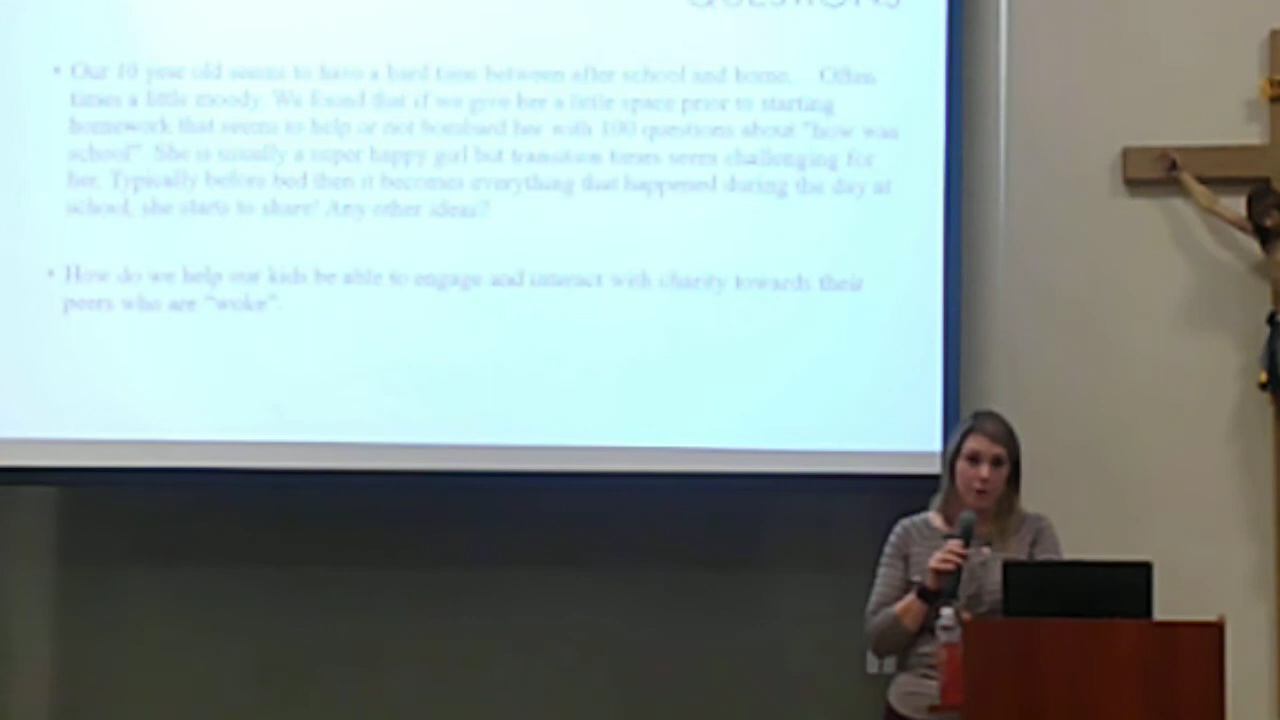 QUESTIONS
• Our 10 year old seems to have a hard time between after school and home. Often
times a little moody. We found that if we give her a little space prior to starting
homework that seems to help or not bombard her with 100 questions about "how was
school". She is usually a super happy girl but transition times seem challenging for
her. Typically before bed then it becomes everything that happened during the day at
school, she starts to share! Any other ideas?
• How do we help our kids be able to engage and interact with charity towards their
peers who are "woke".